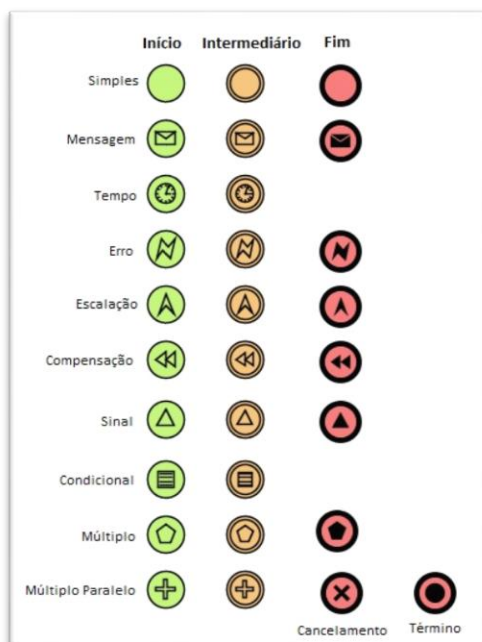 Início Intermediário Fim
Simples
Mensagem
Tempo
Erro
Escalação
Compensação
Sinal
Condicional
Múltiplo
Múltiplo Paralelo
Cancelamento Término